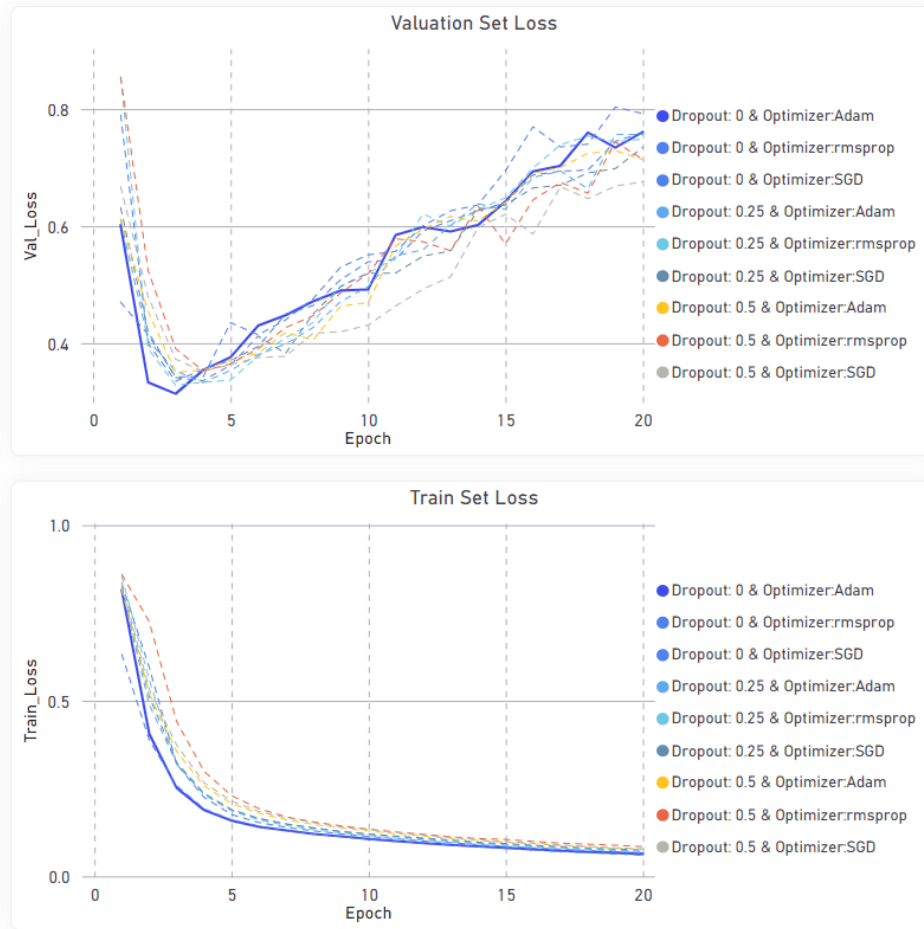 Valuation Set Loss
0.8
0.6
0.4
Val_Loss
0
5
10
15
20
Epoch
Dropout: 0 & Optimizer:Adam
Dropout: 0 & Optimizer:rmsprop
Dropout: 0 & Optimizer:SGD
Dropout: 0.25 & Optimizer:Adam
Dropout: 0.25 & Optimizer:rmsprop
Dropout: 0.25 & Optimizer:SGD
Dropout: 0.5 & Optimizer:Adam
Dropout: 0.5 & Optimizer:rmsprop
Dropout: 0.5 & Optimizer:SGD
Train Set Loss
1.0
0.5
0.0
Train_Loss
0
5
10
15
20
Epoch
Dropout: 0 & Optimizer:Adam
Dropout: 0 & Optimizer:rmsprop
Dropout: 0 & Optimizer:SGD
Dropout: 0.25 & Optimizer:Adam
Dropout: 0.25 & Optimizer:rmsprop
Dropout: 0.25 & Optimizer:SGD
Dropout: 0.5 & Optimizer:Adam
Dropout: 0.5 & Optimizer:rmsprop
Dropout: 0.5 & Optimizer:SGD